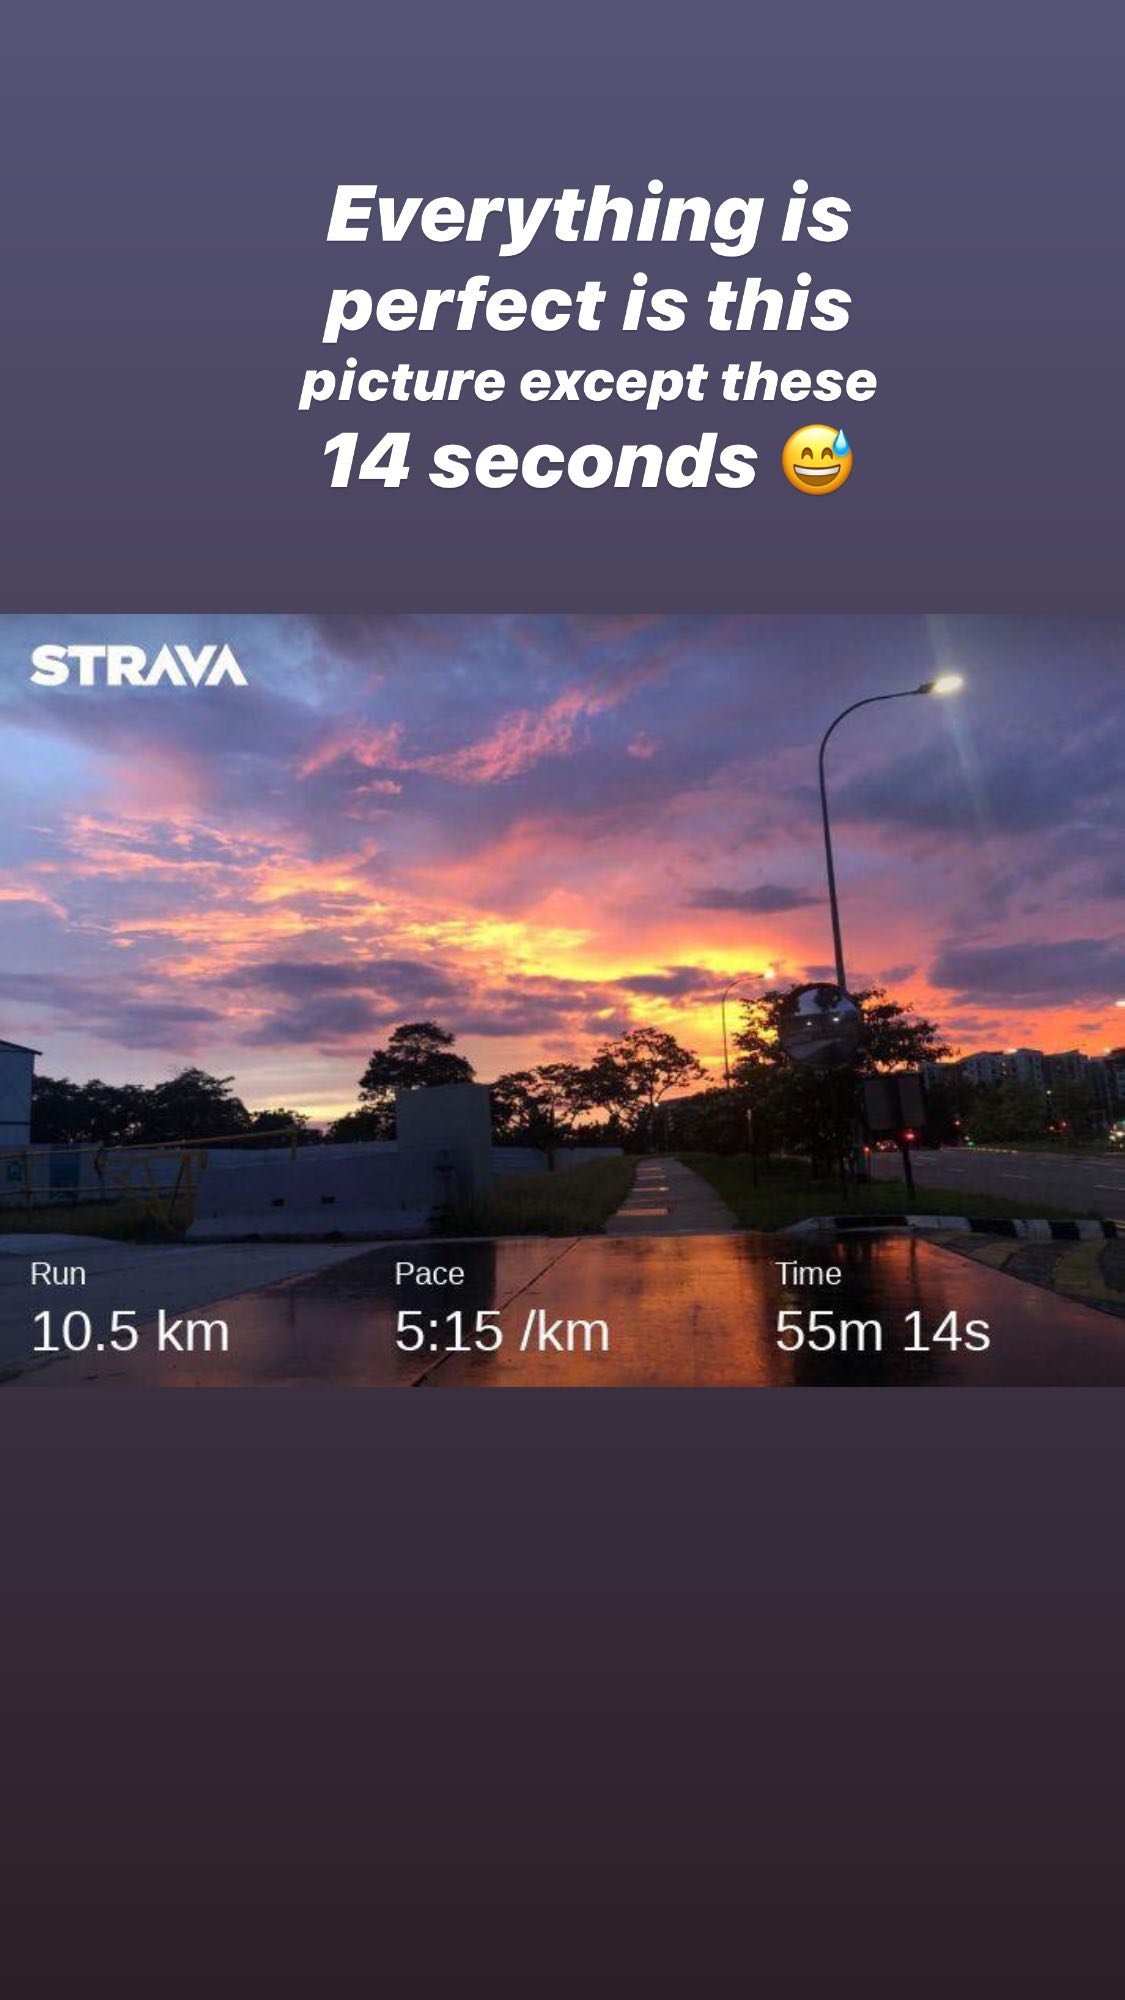 Everything is
perfect is this
picture except these
14 seconds 😅
STRAVA
Run Pace Time
10.5 km 5:15 /km 55m 14s